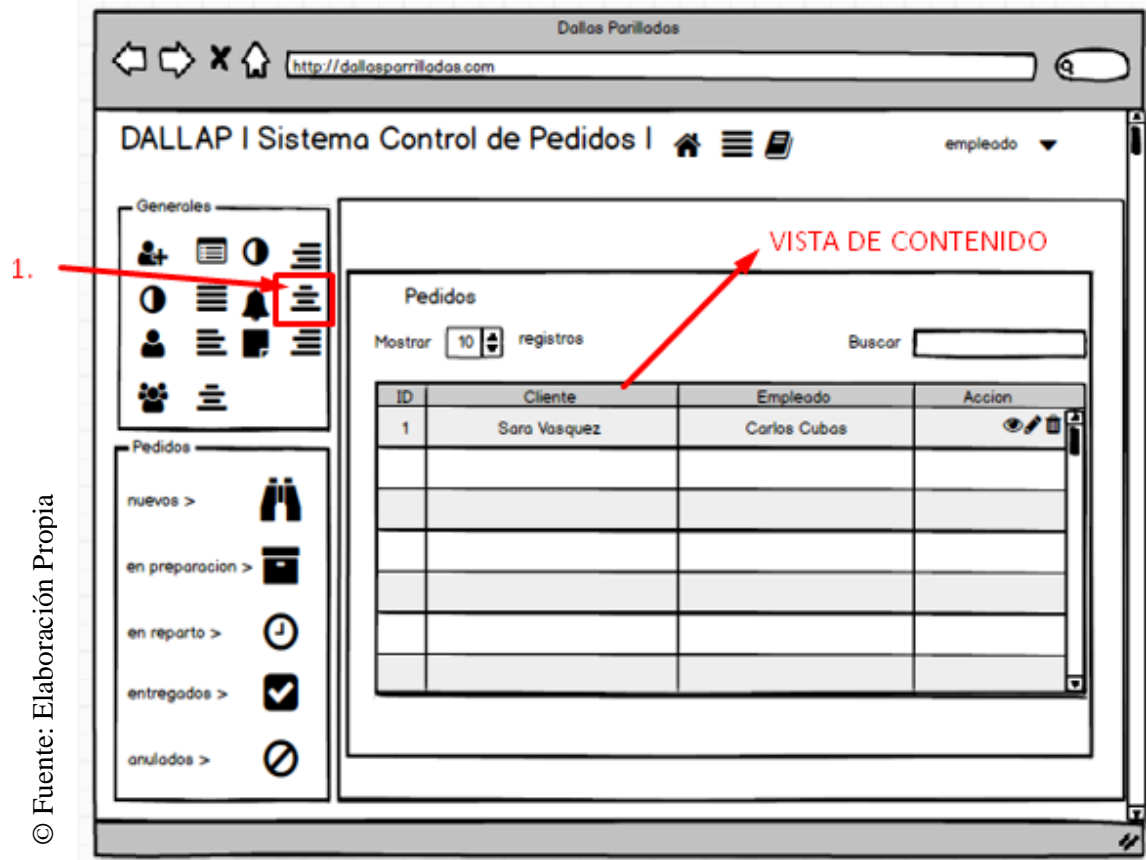 Dallas Parilladas
http://dallasparrilladas.com
DALLAP | Sistema Control de Pedidos |
empleado
Generales
1.
VISTA DE CONTENIDO
Pedidos
Mostrar 10 registros
Buscar
ID Cliente Empleado Accion
1 Sara Vasquez Carlos Cubas
Pedidos
nuevos >
en preparacion >
en reparto >
entregados >
anulados >
© Fuente: Elaboración Propia